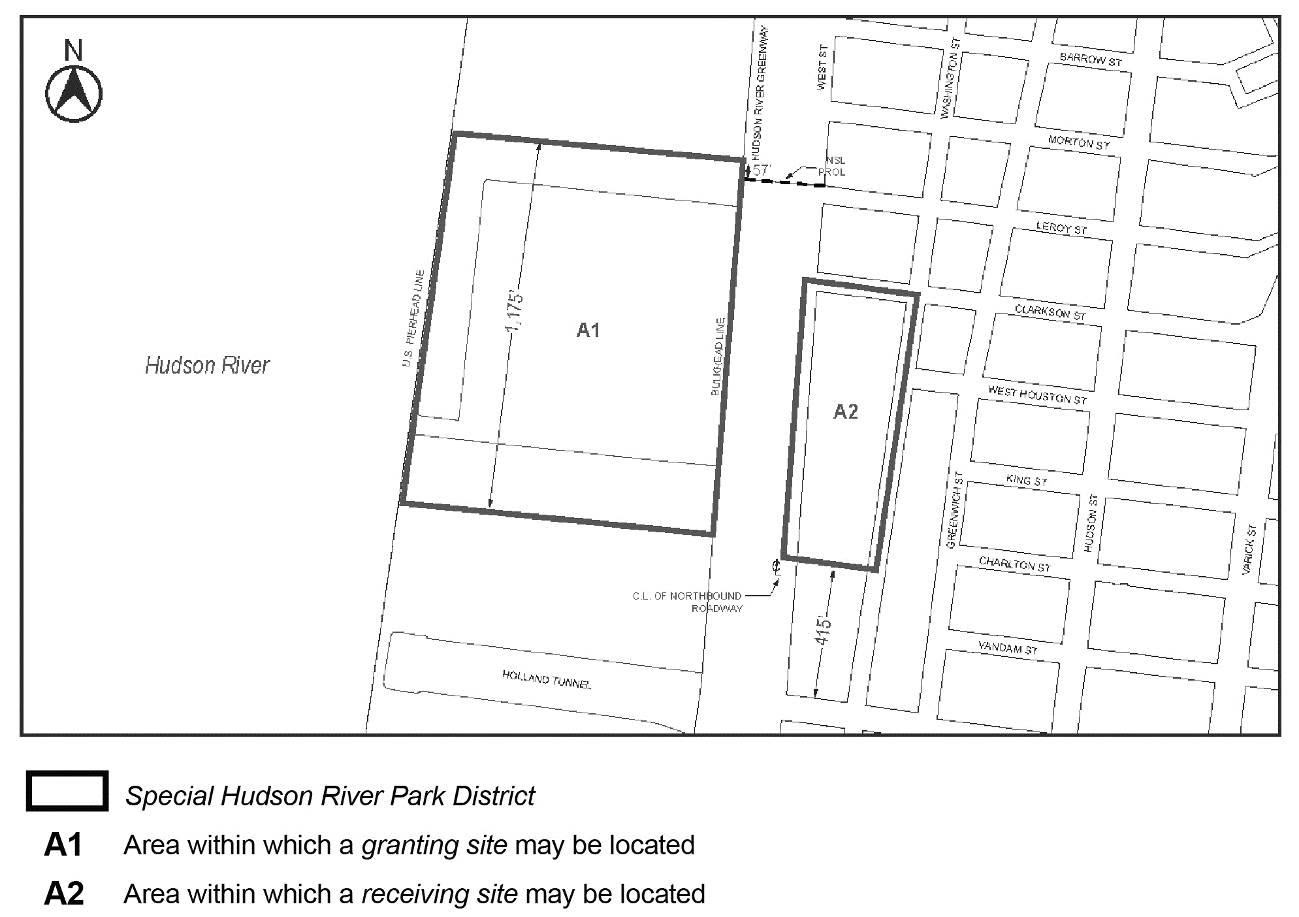 N
HUDSON RIVER GREENWAY
WEST ST
WASHINGTON ST
BARROW ST
MORTON ST
NSL
PROL
57'
LEROY ST
U.S. PIERHEAD LINE
1,175'
A1
BULKHEAD LINE
CLARKSON ST
Hudson River
WEST HOUSTON ST
A2
GREENWICH ST
KING ST
HUDSON ST
VARICK ST
CHARLTON ST
C.L. OF NORTHBOUND
ROADWAY
415'
VANDAM ST
HOLLAND TUNNEL
Special Hudson River Park District
A1 Area within which a granting site may be located
A2 Area within which a receiving site may be located